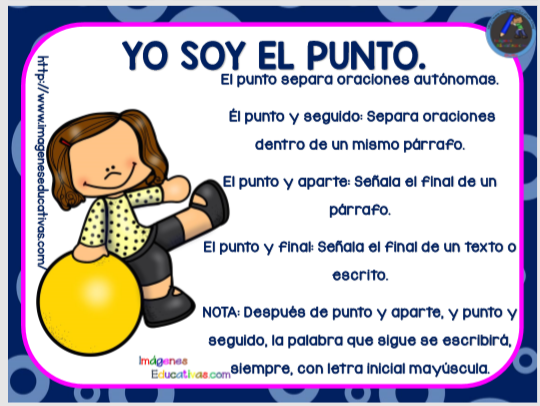 YO SOY EL PUNTO.
El punto separa oraciones autónomas.
Él punto y seguido: Separa oraciones
dentro de un mismo párrafo.
El punto y aparte: Señala el final de un
párrafo.
El punto y final: Señala el final de un texto o
escrito.
NOTA: Después de punto y aparte, y punto y
seguido, la palabra que sigue se escribirá,
siempre, con letra inicial mayúscula.
http://www.imageneseducativas.com/
Imágenes
Educativas.com